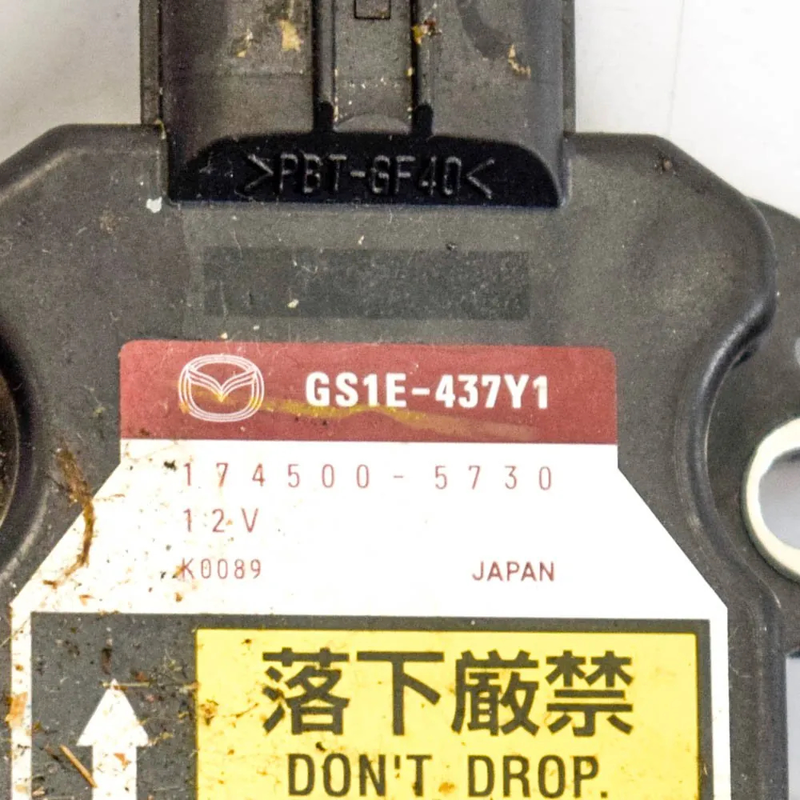 >PBT-GF40<
GS1E-437Y1
174500-5730
12V
K0089 JAPAN
落下厳禁
DON'T DROP.